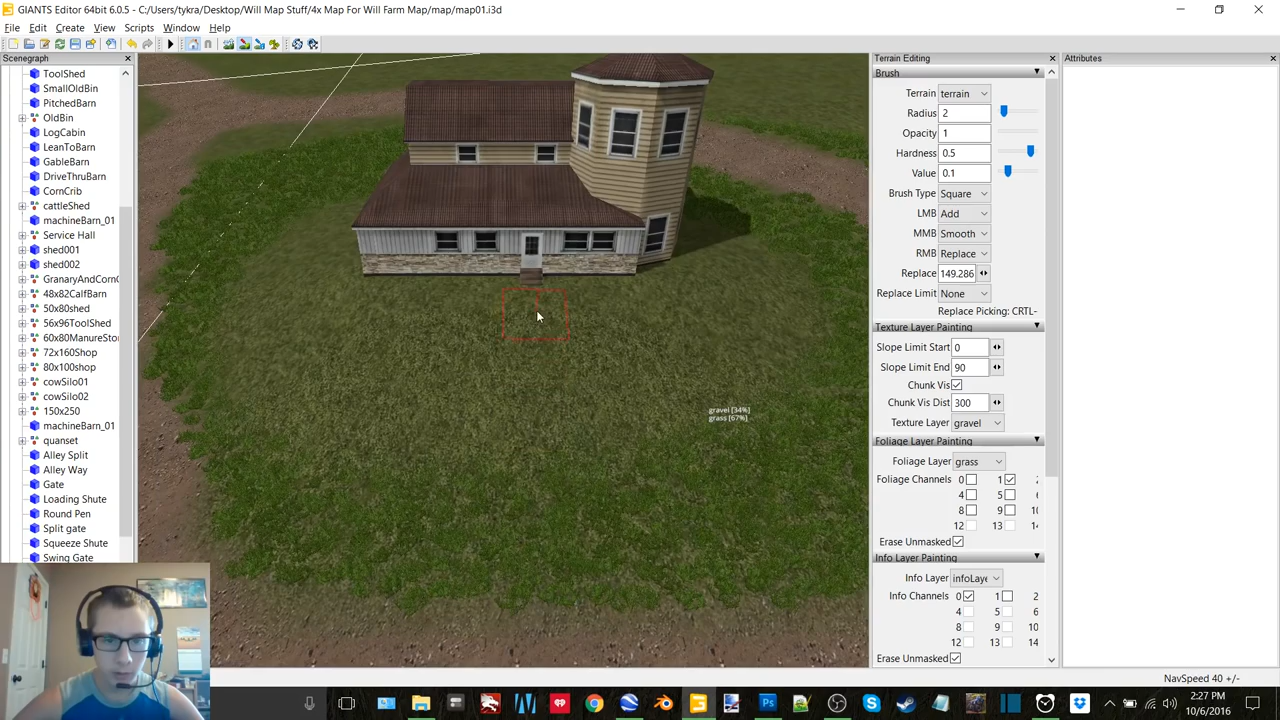 GIANTS Editor 64bit 6.0.5 - C:/Users/tykra/Desktop/Will Map Stuff/4x Map For Will Farm Map/map/map01.i3d
File Edit Create View Scripts Window Help
Scenegraph
ToolShed
SmallOldBin
PitchedBarn
OldBin
LogCabin
LeanToBarn
GableBarn
DriveThruBarn
CornCrib
cattleShed
machineBarn_01
Service Hall
shed001
shed002
GranaryAndCornC
48x82CalfBarn
50x80shed
56x96ToolShed
60x80ManureSto
72x160Shop
80x100shop
cowSilo01
cowSilo02
150x250
machineBarn_01
quanset
Alley Split
Alley Way
Gate
Loading Shute
Round Pen
Split gate
Squeeze Shute
Swing Gate
gravel [34%]
grass [67%]
Terrain Editing
Brush
Terrain terrain
Radius 2
Opacity 1
Hardness 0.5
Value 0.1
Brush Type Square
LMB Add
MMB Smooth
RMB Replace
Replace 149.286
Replace Limit None
Replace Picking: CRTL-
Texture Layer Painting
Slope Limit Start 0
Slope Limit End 90
Chunk Vis
Chunk Vis Dist 300
Texture Layer gravel
Foliage Layer Painting
Foliage Layer grass
Foliage Channels 0 1 2
4 5 6
8 9 10
12 13 14
Erase Unmasked
Info Layer Painting
Info Layer infoLaye
Info Channels 0 1 2
4 5 6
8 9 10
12 13 14
Erase Unmasked
Attributes
NavSpeed 40 +/-
2:27 PM
10/6/2016